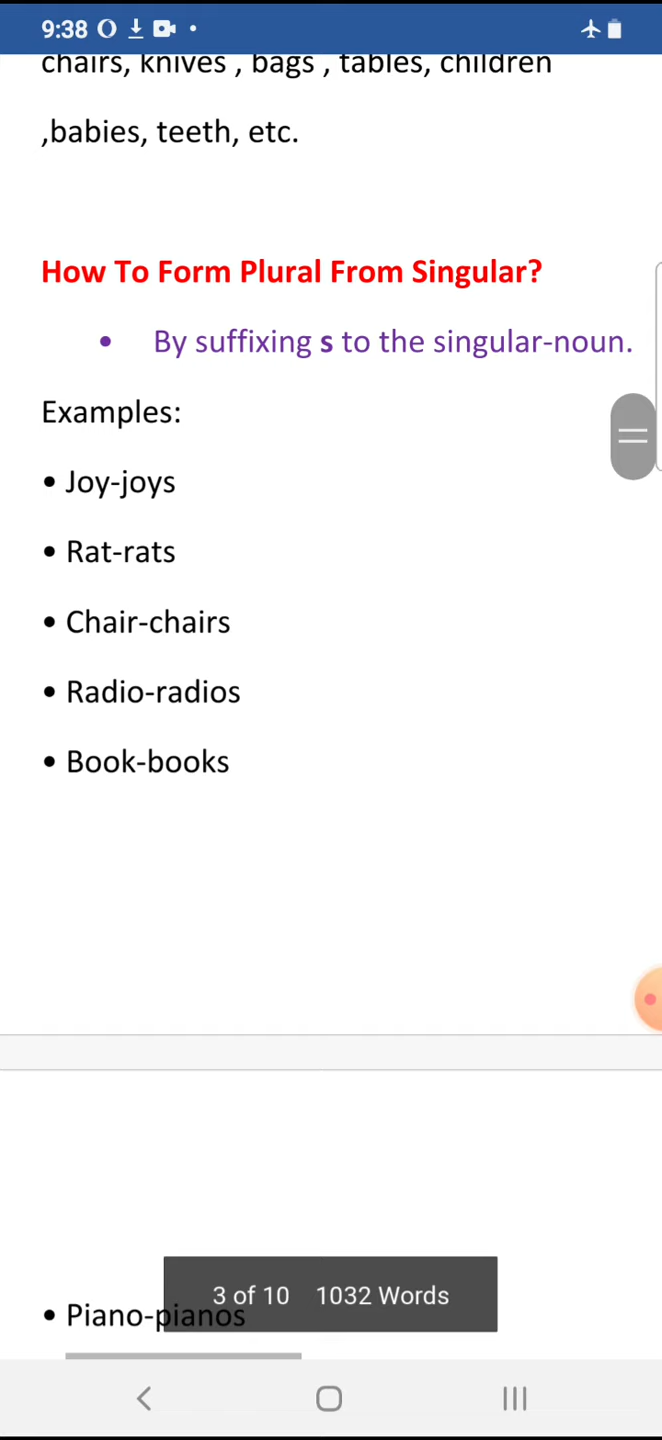 9:38
chairs, knives , bags , tables, children
,babies, teeth, etc.
How To Form Plural From Singular?
• By suffixing s to the singular-noun.
Examples:
• Joy-joys
• Rat-rats
• Chair-chairs
• Radio-radios
• Book-books
3 of 10 1032 Words
• Piano-pianos